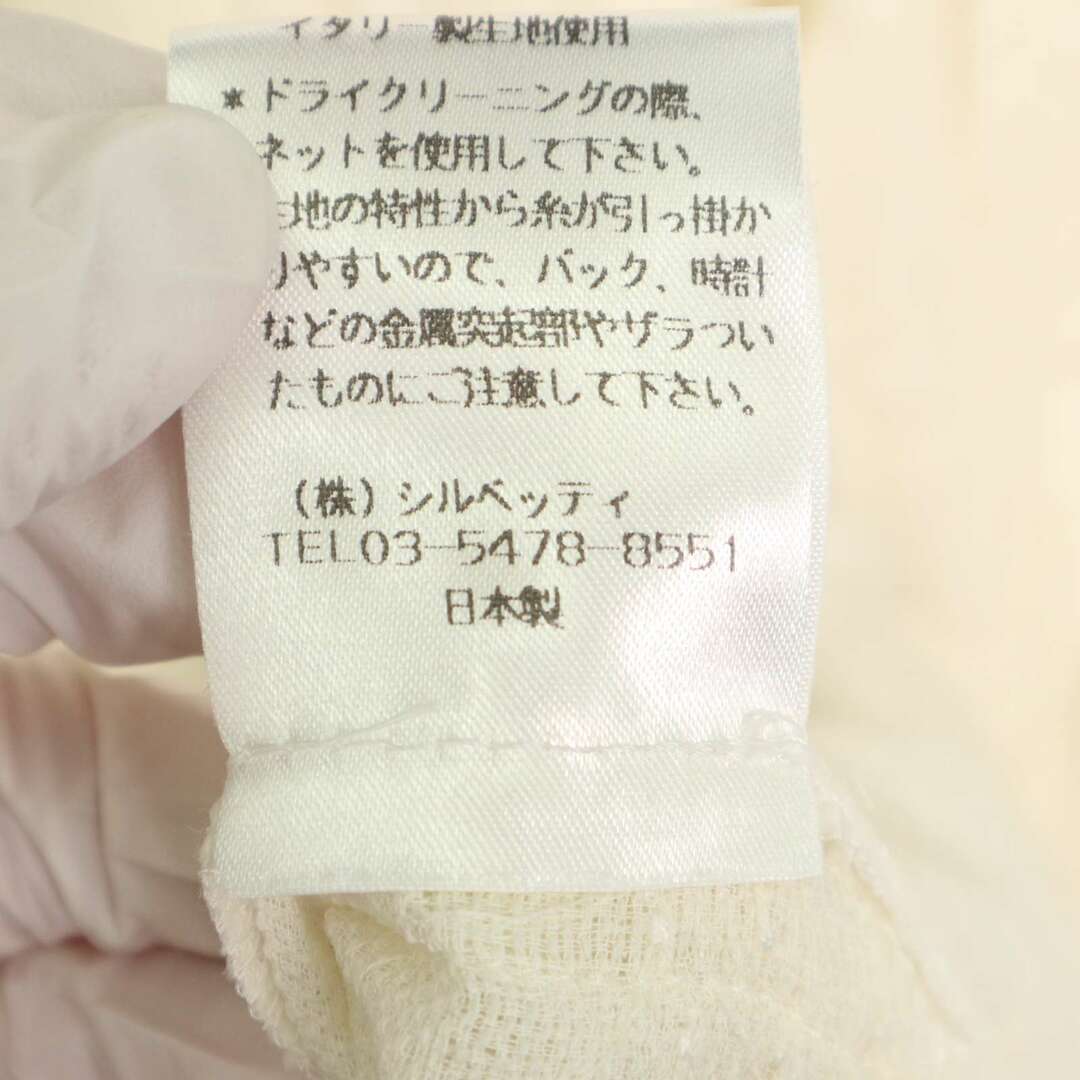 イタリー製生地使用
*ドライクリーニングの際、
ネットを使用して下さい。
地の特性から糸が引っ掛か
りやすいので、バック、時計
などの金属突起部やザラつい
たものにご注意して下さい。
(株)シルベッティ
TEL03-5478-8551
日本製